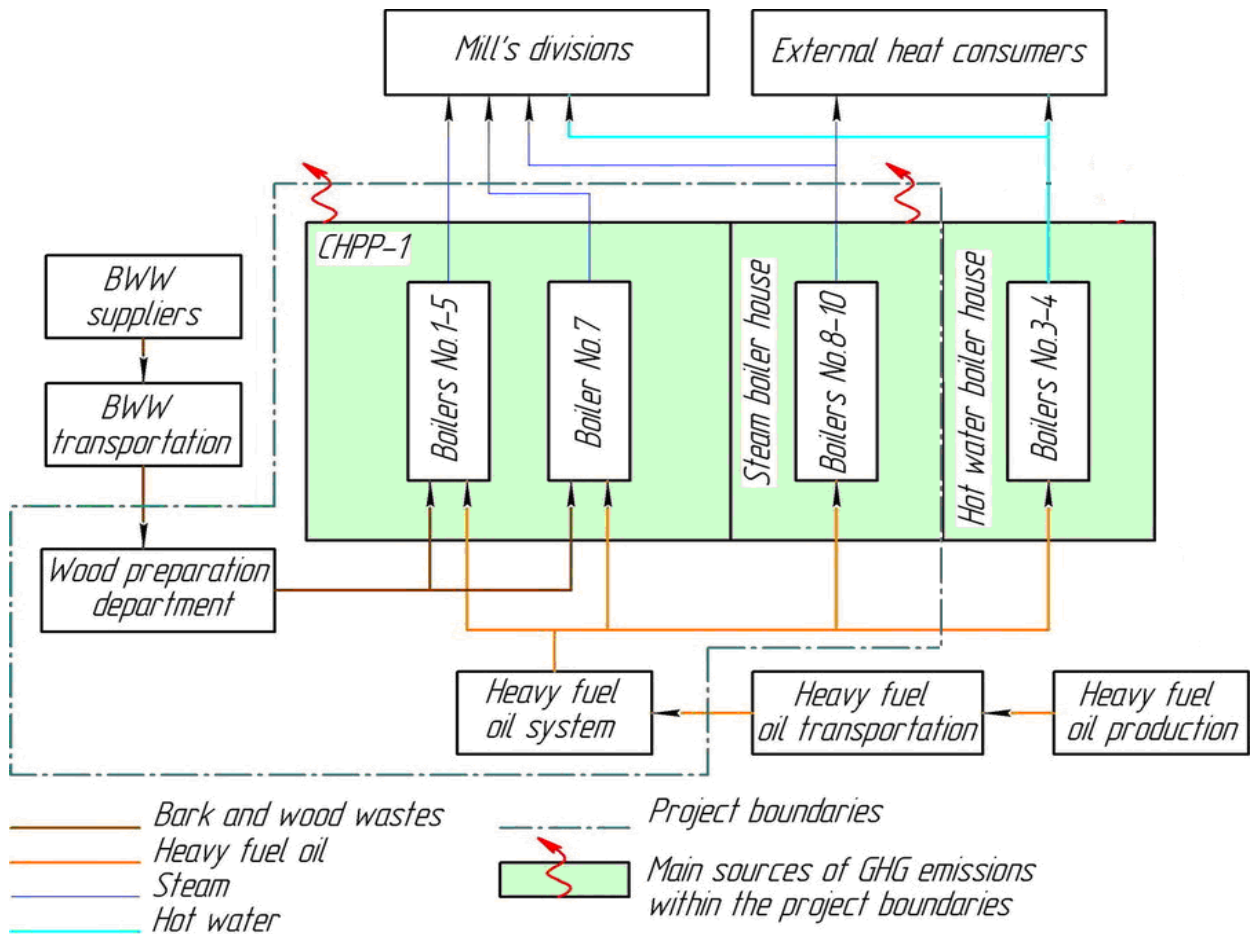 Mill's divisions
External heat consumers
CHPP-1
BWW
suppliers
BWW
transportation
Wood preparation
department
Boilers No.1-5
Boiler No.7
Steam boiler house
Boilers No.8-10
Hot water boiler house
Boilers No.3-4
Heavy fuel
oil system
Heavy fuel
oil transportation
Heavy fuel
oil production
Bark and wood wastes
Heavy fuel oil
Steam
Hot water
Project boundaries
Main sources of GHG emissions
within the project boundaries